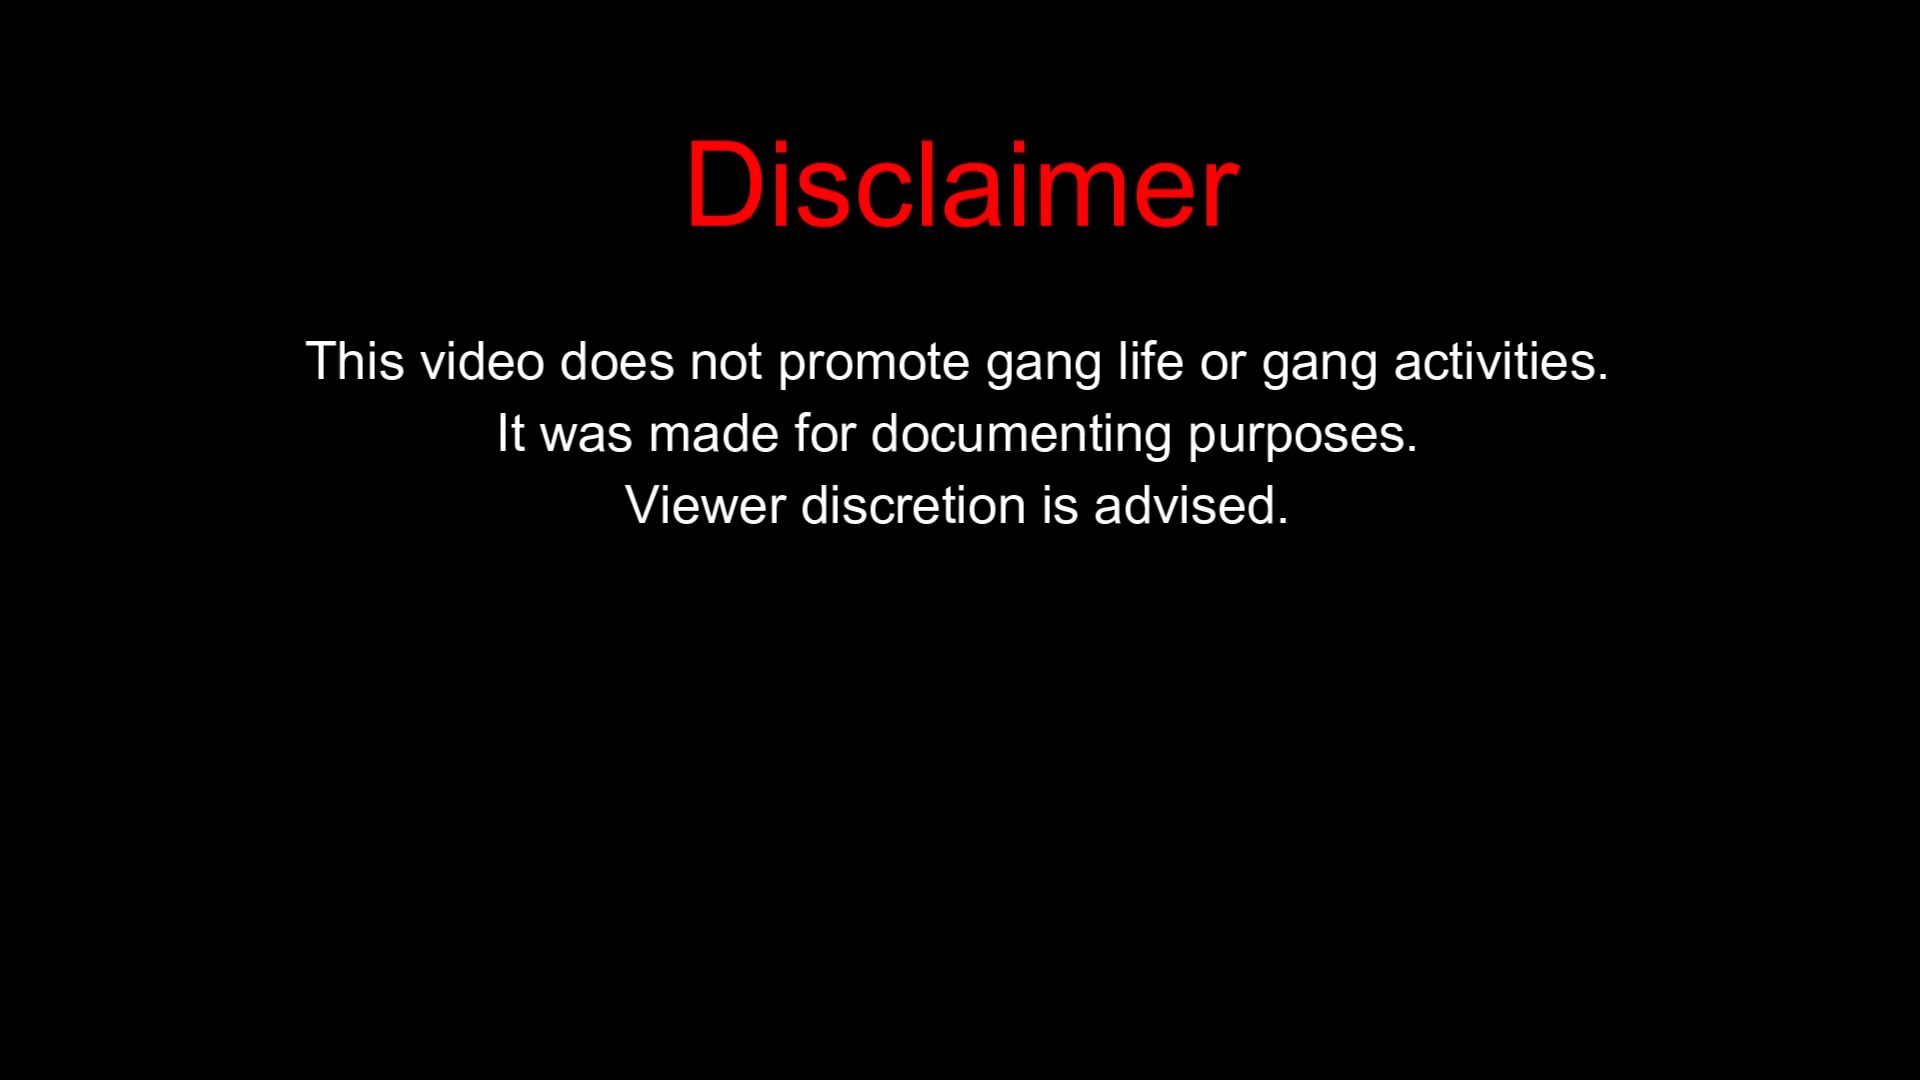 Disclaimer
This video does not promote gang life or gang activities.
It was made for documenting purposes.
Viewer discretion is advised.